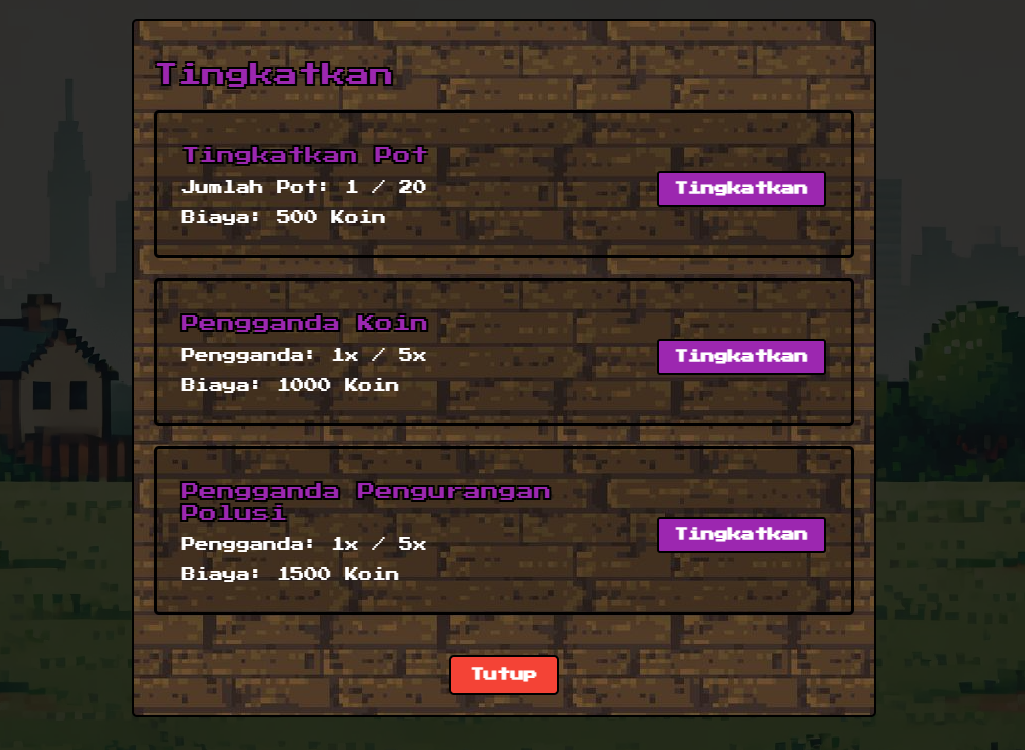 Tingkatkan
Tingkatkan Pot
Jumlah Pot: 1 / 20
Biaya: 500 Koin
Tingkatkan
Pengganda Koin
Pengganda: 1x / 5x
Biaya: 1000 Koin
Tingkatkan
Pengganda Pengurangan
Polusi
Pengganda: 1x / 5x
Biaya: 1500 Koin
Tingkatkan
Tutup